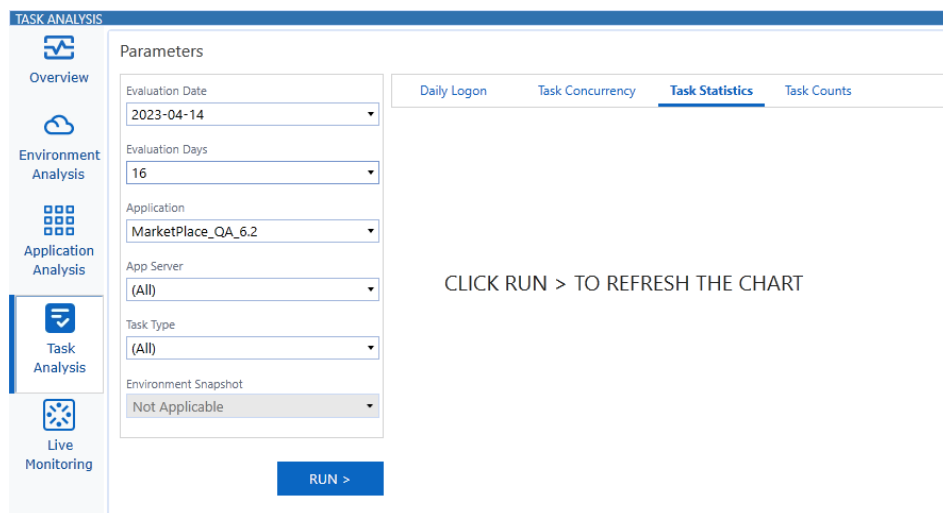 TASK ANALYSIS
Overview
Environment
Analysis
Application
Analysis
Task
Analysis
Live
Monitoring
Parameters
Evaluation Date
2023-04-14
Evaluation Days
16
Application
MarketPlace_QA_6.2
App Server
(All)
Task Type
(All)
Environment Snapshot
Not Applicable
RUN >
Daily Logon
Task Concurrency
Task Statistics
Task Counts
CLICK RUN > TO REFRESH THE CHART